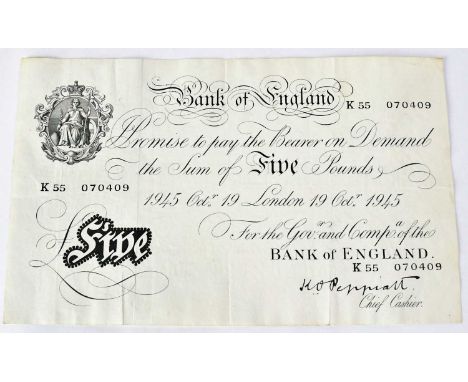 Bank of England K 55 070409
I Promise to pay the Bearer on Demand
the Sum of Five Pounds
K 55 070409
1945 Octr. 19 London 19 Octr. 1945
For the Govr. and Compa. of the
BANK of ENGLAND.
K 55 070409
£ Five
K O Peppiatt
Chief Cashier.